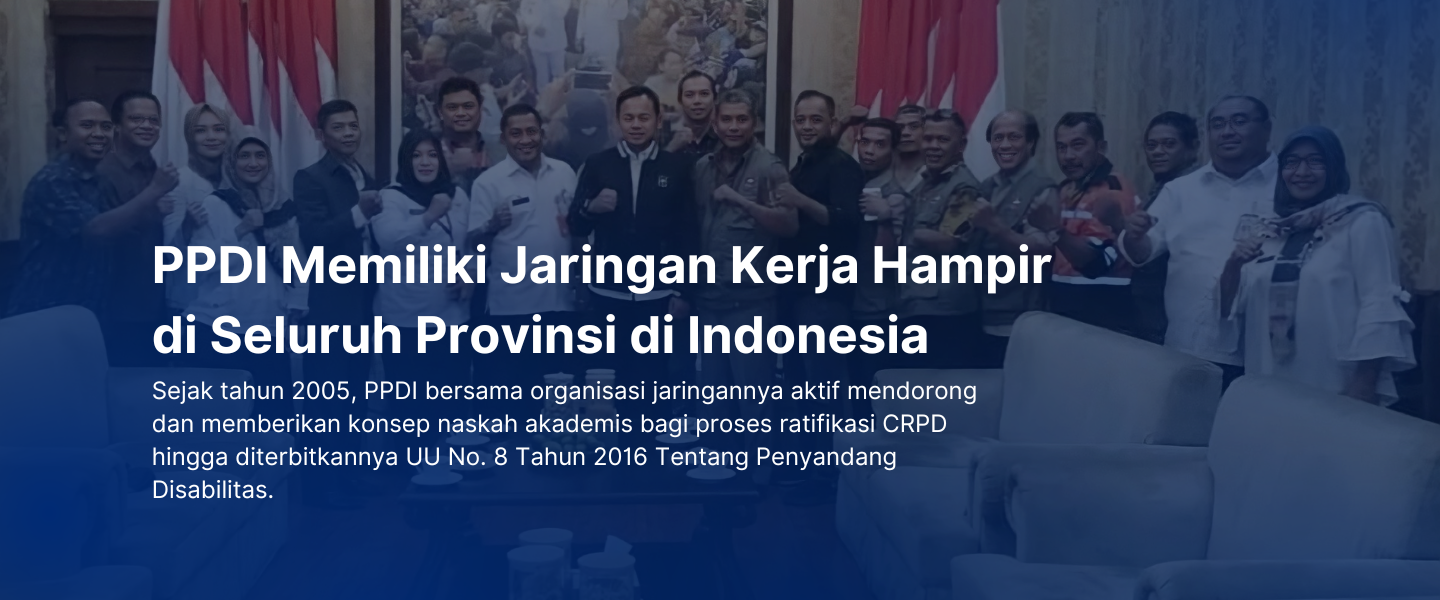 PPDI Memiliki Jaringan Kerja Hampir
di Seluruh Provinsi di Indonesia
Sejak tahun 2005, PPDI bersama organisasi jaringannya aktif mendorong
dan memberikan konsep naskah akademis bagi proses ratifikasi CRPD
hingga diterbitkannya UU No. 8 Tahun 2016 Tentang Penyandang
Disabilitas.